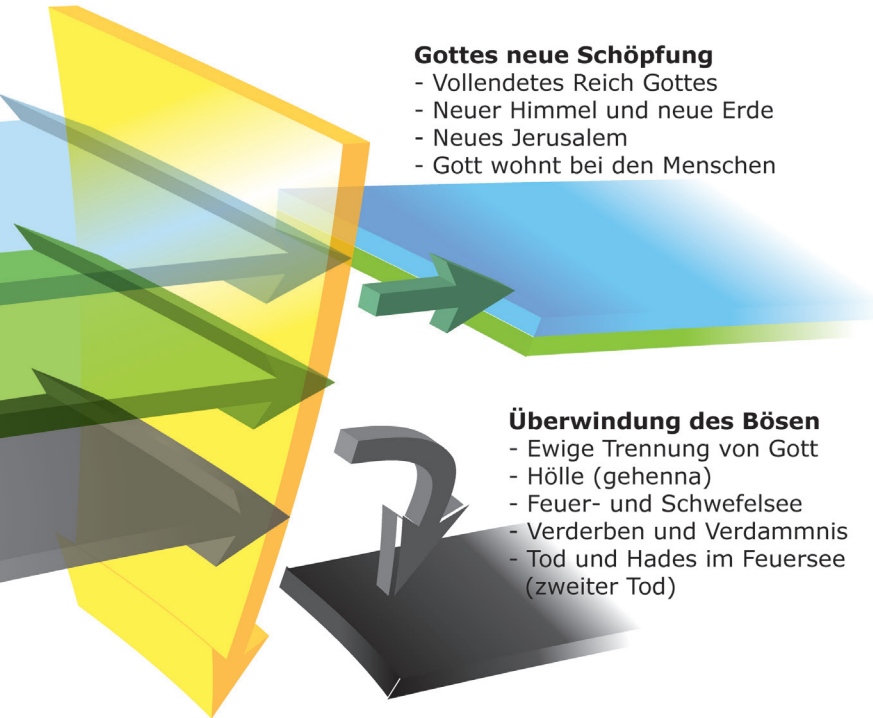 Gottes neue Schöpfung
- Vollendetes Reich Gottes
- Neuer Himmel und neue Erde
- Neues Jerusalem
- Gott wohnt bei den Menschen
Überwindung des Bösen
- Ewige Trennung von Gott
- Hölle (gehenna)
- Feuer- und Schwefelsee
- Verderben und Verdammnis
- Tod und Hades im Feuersee
(zweiter Tod)